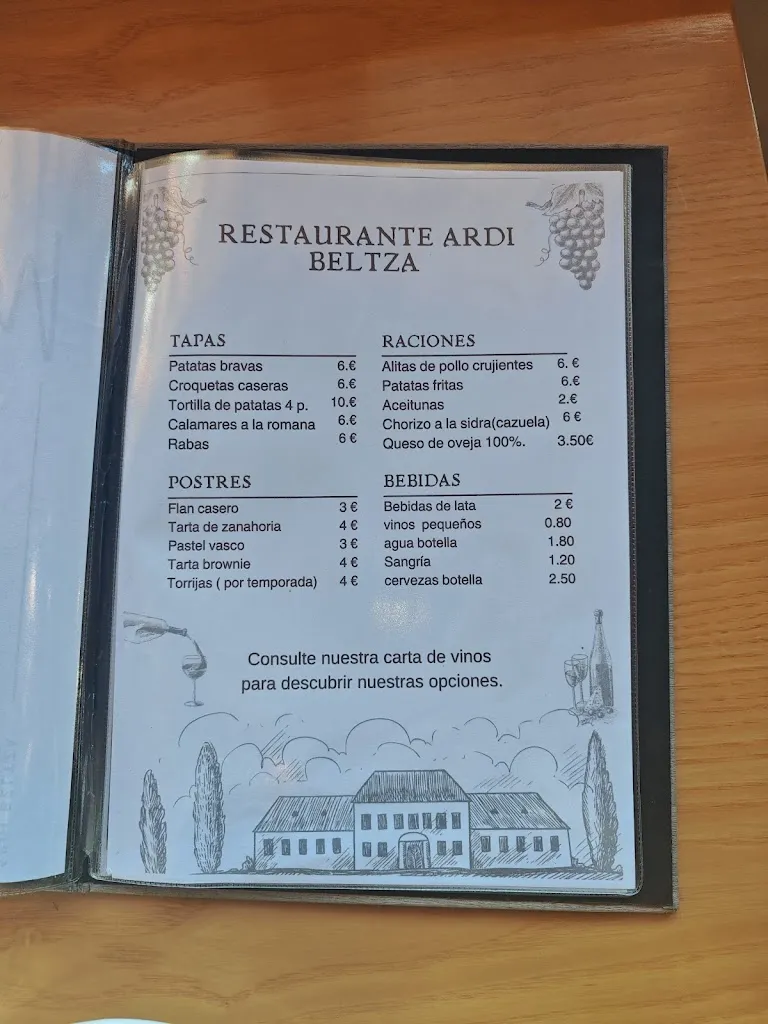 RESTAURANTE ARDI
BELTZA
TAPAS
Patatas bravas 6.€
Croquetas caseras 6.€
Tortilla de patatas 4 p. 10.€
Calamares a la romana 6.€
Rabas 6 €
RACIONES
Alitas de pollo crujientes 6. €
Patatas fritas 6.€
Aceitunas 2.€
Chorizo a la sidra(cazuela) 6 €
Queso de oveja 100%. 3.50€
POSTRES
Flan casero 3 €
Tarta de zanahoria 4 €
Pastel vasco 3 €
Tarta brownie 4 €
Torrijas ( por temporada) 4 €
BEBIDAS
Bebidas de lata 2 €
vinos pequeños 0.80
agua botella 1.80
Sangría 1.20
cervezas botella 2.50
Consulte nuestra carta de vinos
para descubrir nuestras opciones.